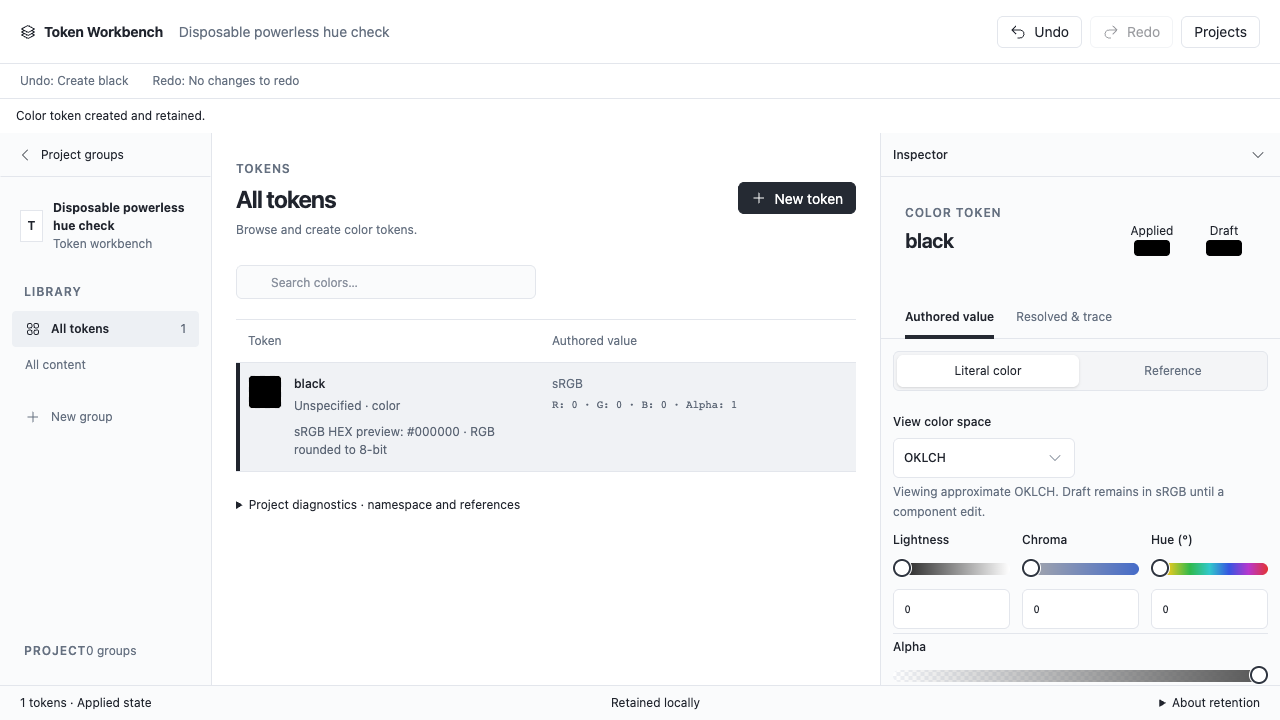 Token Workbench
Disposable powerless hue check
Undo
Redo
Projects
Undo: Create black
Redo: No changes to redo
Color token created and retained.
Project groups
T
Disposable powerless
hue check
Token workbench
LIBRARY
All tokens
1
All content
New group
PROJECT
0 groups
TOKENS
All tokens
New token
Browse and create color tokens.
Search colors...
Token
Authored value
black
sRGB
Unspecified · color
R: 0 · G: 0 · B: 0 · Alpha: 1
sRGB HEX preview: #000000 · RGB
rounded to 8-bit
Project diagnostics · namespace and references
Inspector
COLOR TOKEN
black
Applied
Draft
Authored value
Resolved & trace
Literal color
Reference
View color space
OKLCH
Viewing approximate OKLCH. Draft remains in sRGB until a
component edit.
Lightness
Chroma
Hue (°)
0
0
0
Alpha
1 tokens · Applied state
Retained locally
About retention